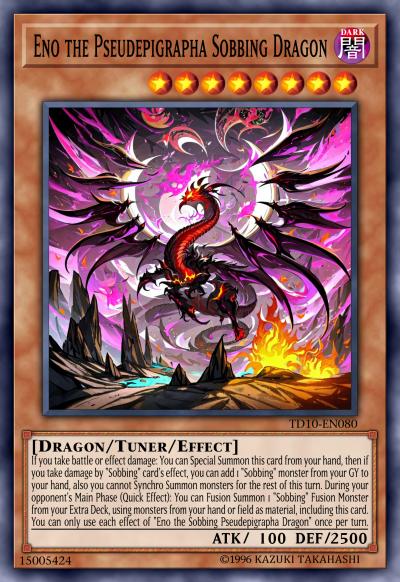 Eno the Pseudepigrapha Sobbing Dragon
DARK
闇
TD10-EN080
[Dragon/Tuner/Effect]
If you take battle or effect damage: You can Special Summon this card from your hand, then if
you take damage by "Sobbing" card's effect, you can add 1 "Sobbing" monster from your GY to
your hand, also you cannot Synchro Summon monsters for the rest of this turn. During your
opponent's Main Phase (Quick Effect): You can Fusion Summon 1 "Sobbing" Fusion Monster
from your Extra Deck, using monsters from your hand or field as material, including this card.
You can only use each effect of "Eno the Sobbing Pseudepigrapha Dragon" once per turn.
ATK/ 100 DEF/2500
15005424
©1996 KAZUKI TAKAHASHI